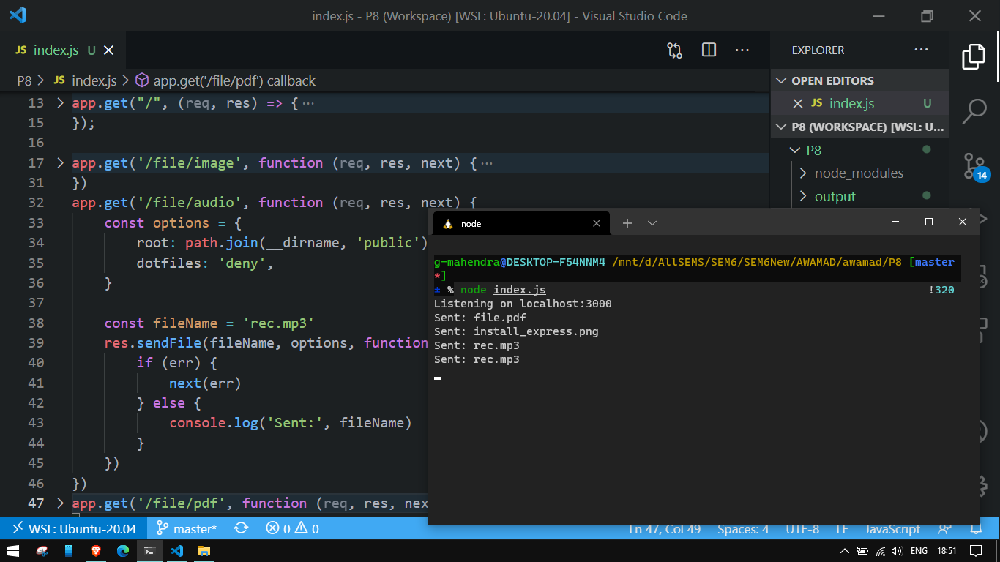 index.js - P8 (Workspace) [WSL: Ubuntu-20.04] - Visual Studio Code
JS index.js U
P8 > JS index.js > app.get('/file/pdf') callback
13 > app.get("/", (req, res) => {···
15 });
16
17 > app.get('/file/image', function (req, res, next) {···
31 })
32 app.get('/file/audio', function (req, res, next) {
33 const options = {
34 root: path.join(__dirname, 'public')
35 dotfiles: 'deny',
36 }
37
38 const fileName = 'rec.mp3'
39 res.sendFile(fileName, options, function
40 if (err) {
41 next(err)
42 } else {
43 console.log('Sent:', fileName)
44 }
45 })
46 })
47 > app.get('/file/pdf', function (req, res, nex
EXPLORER
OPEN EDITORS
JS index.js U
P8 (WORKSPACE) [WSL: U...
P8
node_modules
output
14
node
g-mahendra@DESKTOP-F54NNM4 /mnt/d/AllSEMS/SEM6/SEM6New/AWAMAD/awamad/P8 [master
*]
± % node index.js !320
Listening on localhost:3000
Sent: file.pdf
Sent: install_express.png
Sent: rec.mp3
Sent: rec.mp3
WSL: Ubuntu-20.04 master* 0 0 Ln 47, Col 49 Spaces: 4 UTF-8 LF JavaScript
ENG 18:51